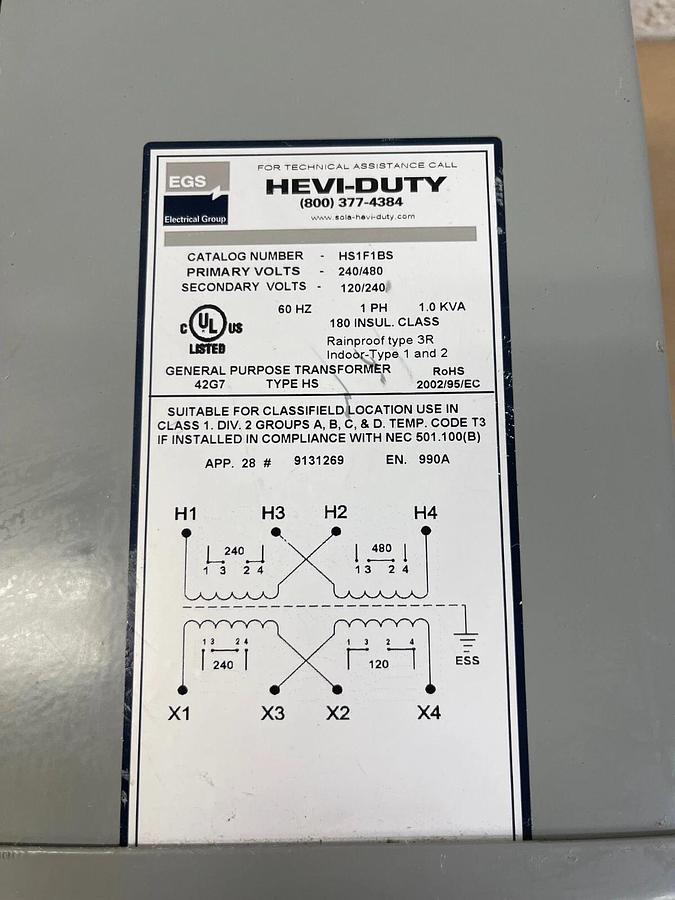 EGS
Electrical Group
FOR TECHNICAL ASSISTANCE CALL
HEVI-DUTY
(800) 377-4384
www.sola-hevi-duty.com
CATALOG NUMBER - HS1F1BS
PRIMARY VOLTS - 240/480
SECONDARY VOLTS - 120/240
60 HZ 1 PH 1.0 KVA
180 INSUL. CLASS
C UL US
LISTED
Rainproof type 3R
Indoor-Type 1 and 2
GENERAL PURPOSE TRANSFORMER RoHS
42G7 TYPE HS 2002/95/EC
SUITABLE FOR CLASSIFIED LOCATION USE IN
CLASS 1. DIV. 2 GROUPS A, B, C, & D. TEMP. CODE T3
IF INSTALLED IN COMPLIANCE WITH NEC 501.100(B)
APP. 28 # 9131269 EN. 990A
H1 H3 H2 H4
240 480
1 3 2 4 1 3 2 4
1 3 2 4 1 3 2 4
240 120
ESS
X1 X3 X2 X4